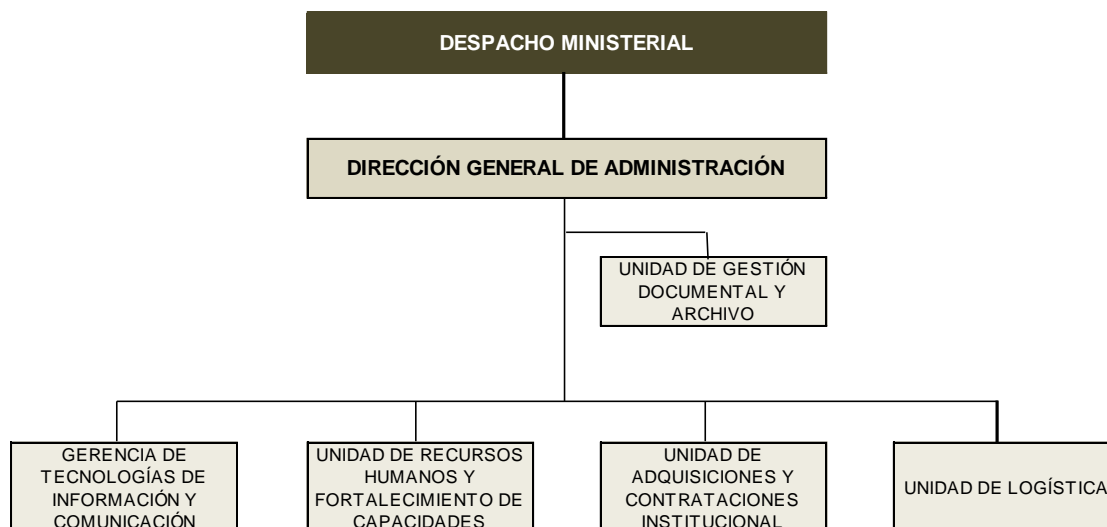 DESPACHO MINISTERIAL
DIRECCIÓN GENERAL DE ADMINISTRACIÓN
UNIDAD DE GESTIÓN
DOCUMENTAL Y
ARCHIVO
GERENCIA DE
TECNOLOGÍAS DE
INFORMACIÓN Y
COMUNICACIÓN
UNIDAD DE RECURSOS
HUMANOS Y
FORTALECIMIENTO DE
CAPACIDADES
UNIDAD DE
ADQUISICIONES Y
CONTRATACIONES
INSTITUCIONAL
UNIDAD DE LOGÍSTICA